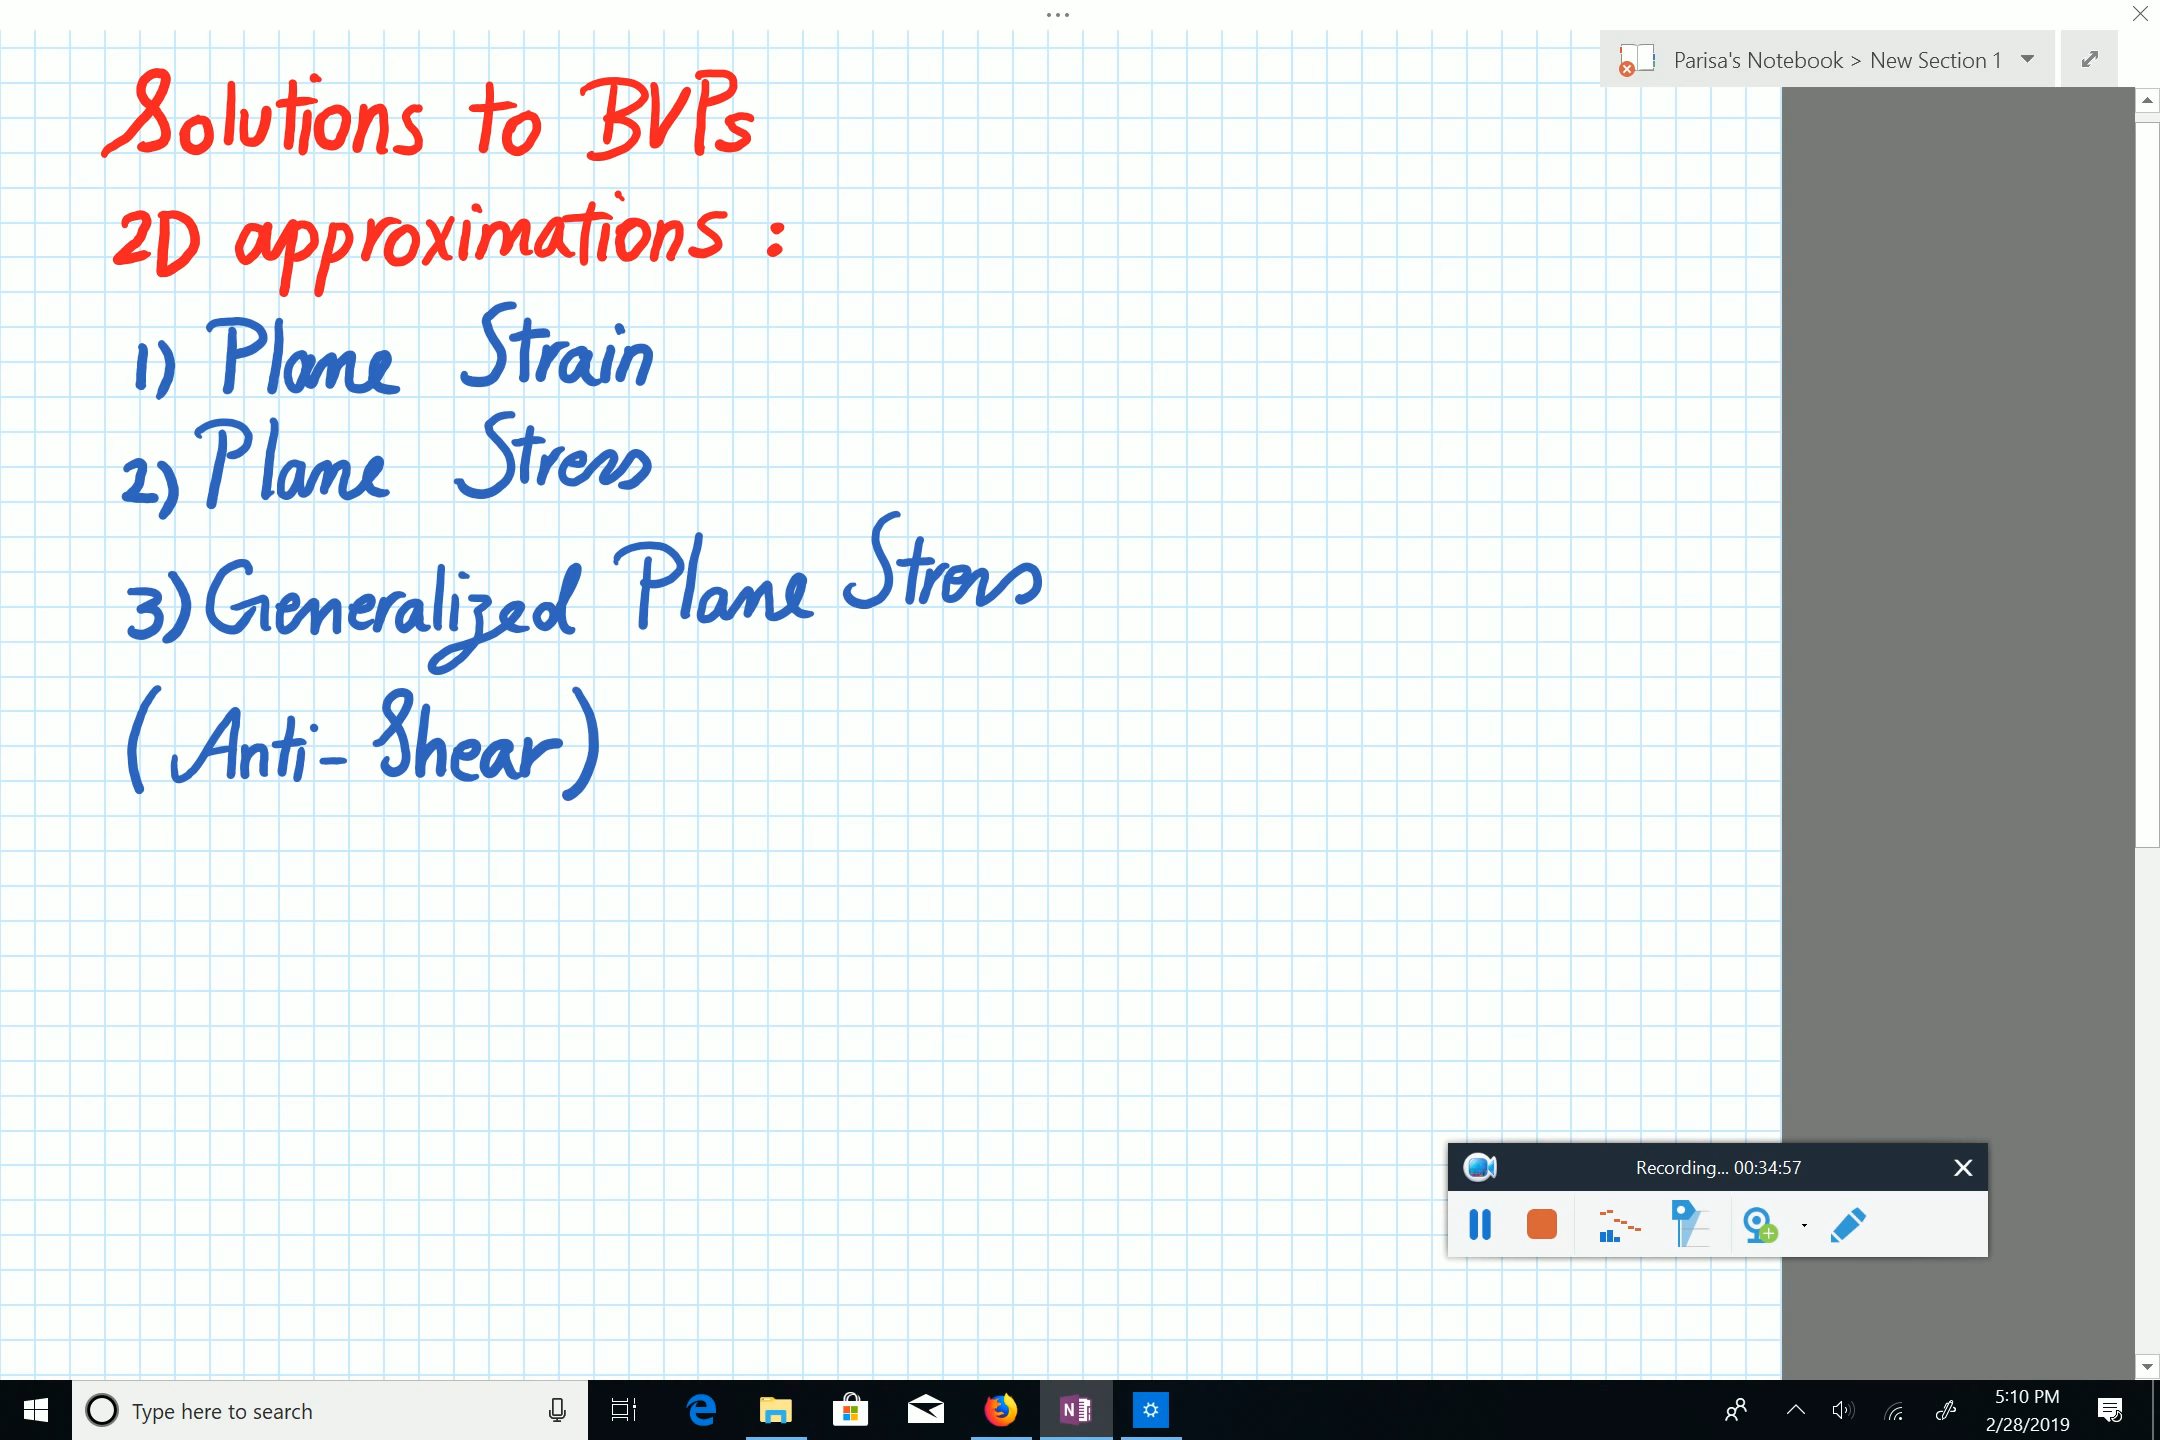 Parisa's Notebook > New Section 1
Solutions to BVPs
2D approximations :
1) Plane Strain
2) Plane Stress
3) Generalized Plane Stress
(Anti-Shear)
Recording... 00:34:57
Type here to search
5:10 PM
2/28/2019